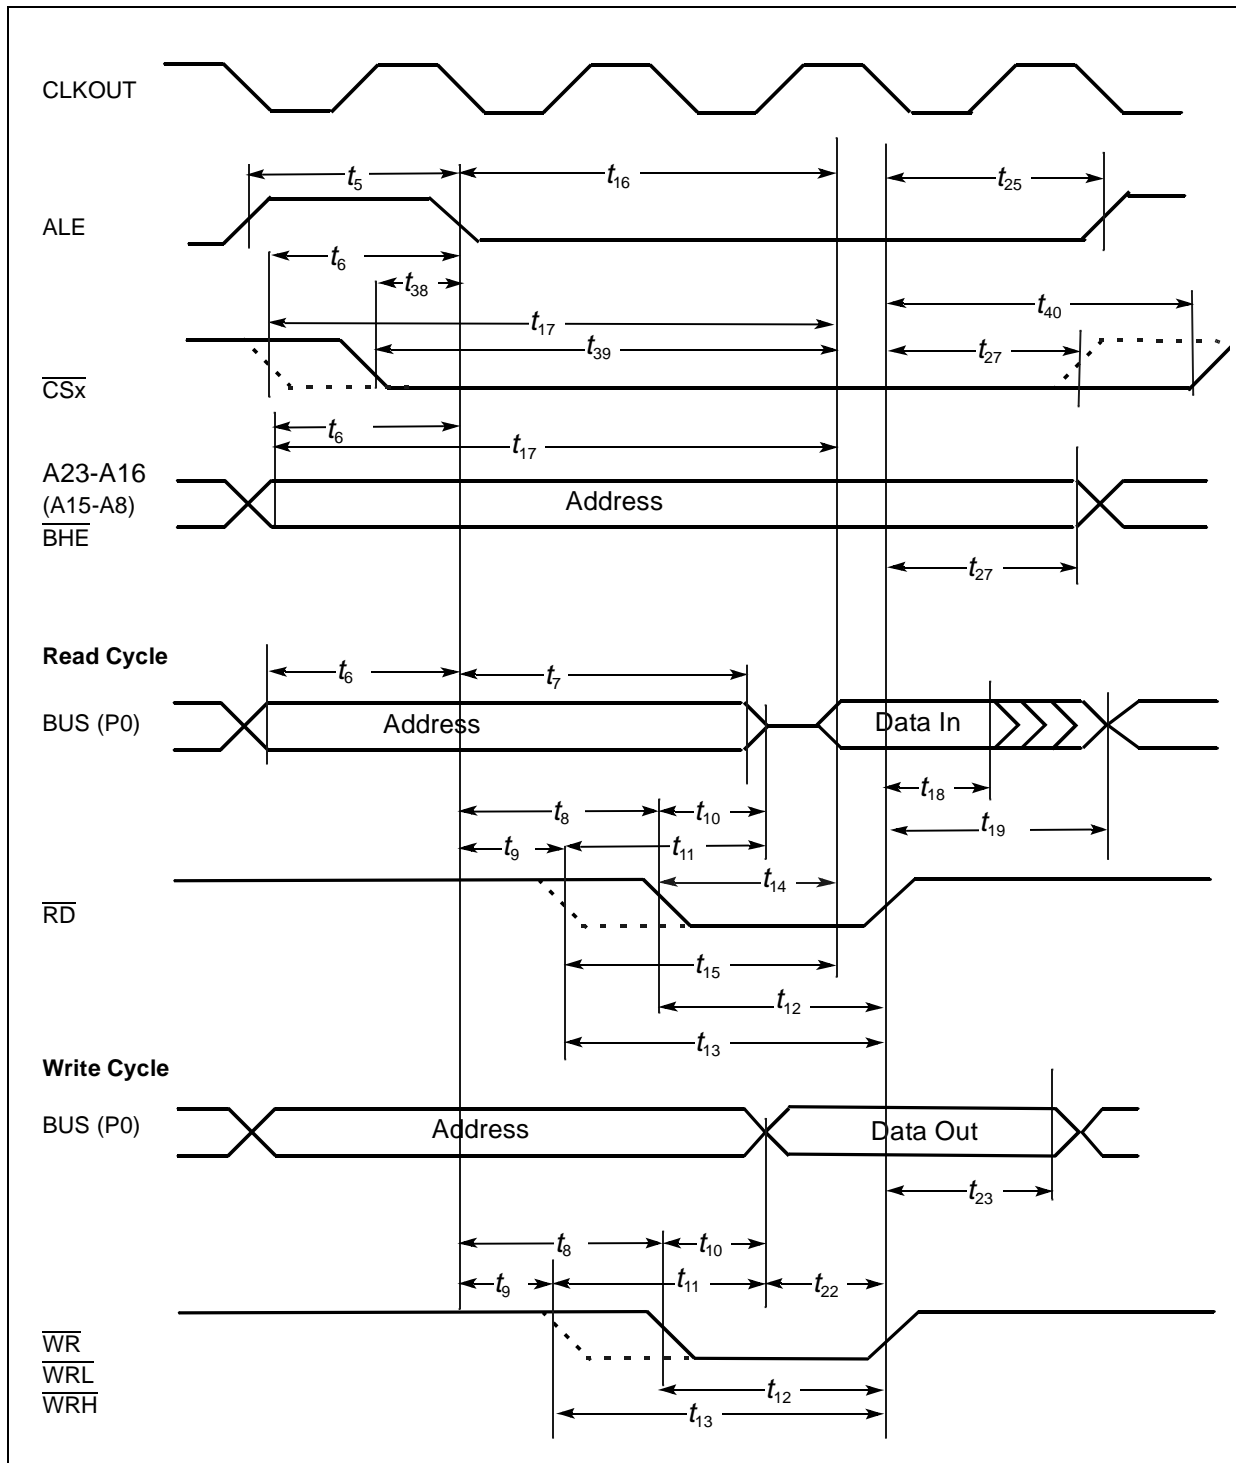 CLKOUT
t5 t16 t25
ALE
t6
t38
t40
t17
t39 t27
CSx
t6
t17
A23-A16
(A15-A8) Address
BHE
t27
Read Cycle
t6 t7
BUS (P0) Address Data In
t18
t8 t10
t19
t9 t11
t14
RD
t15
t12
t13
Write Cycle
BUS (P0) Address Data Out
t23
t8 t10
t9 t11 t22
WR
WRL
t12
WRH
t13